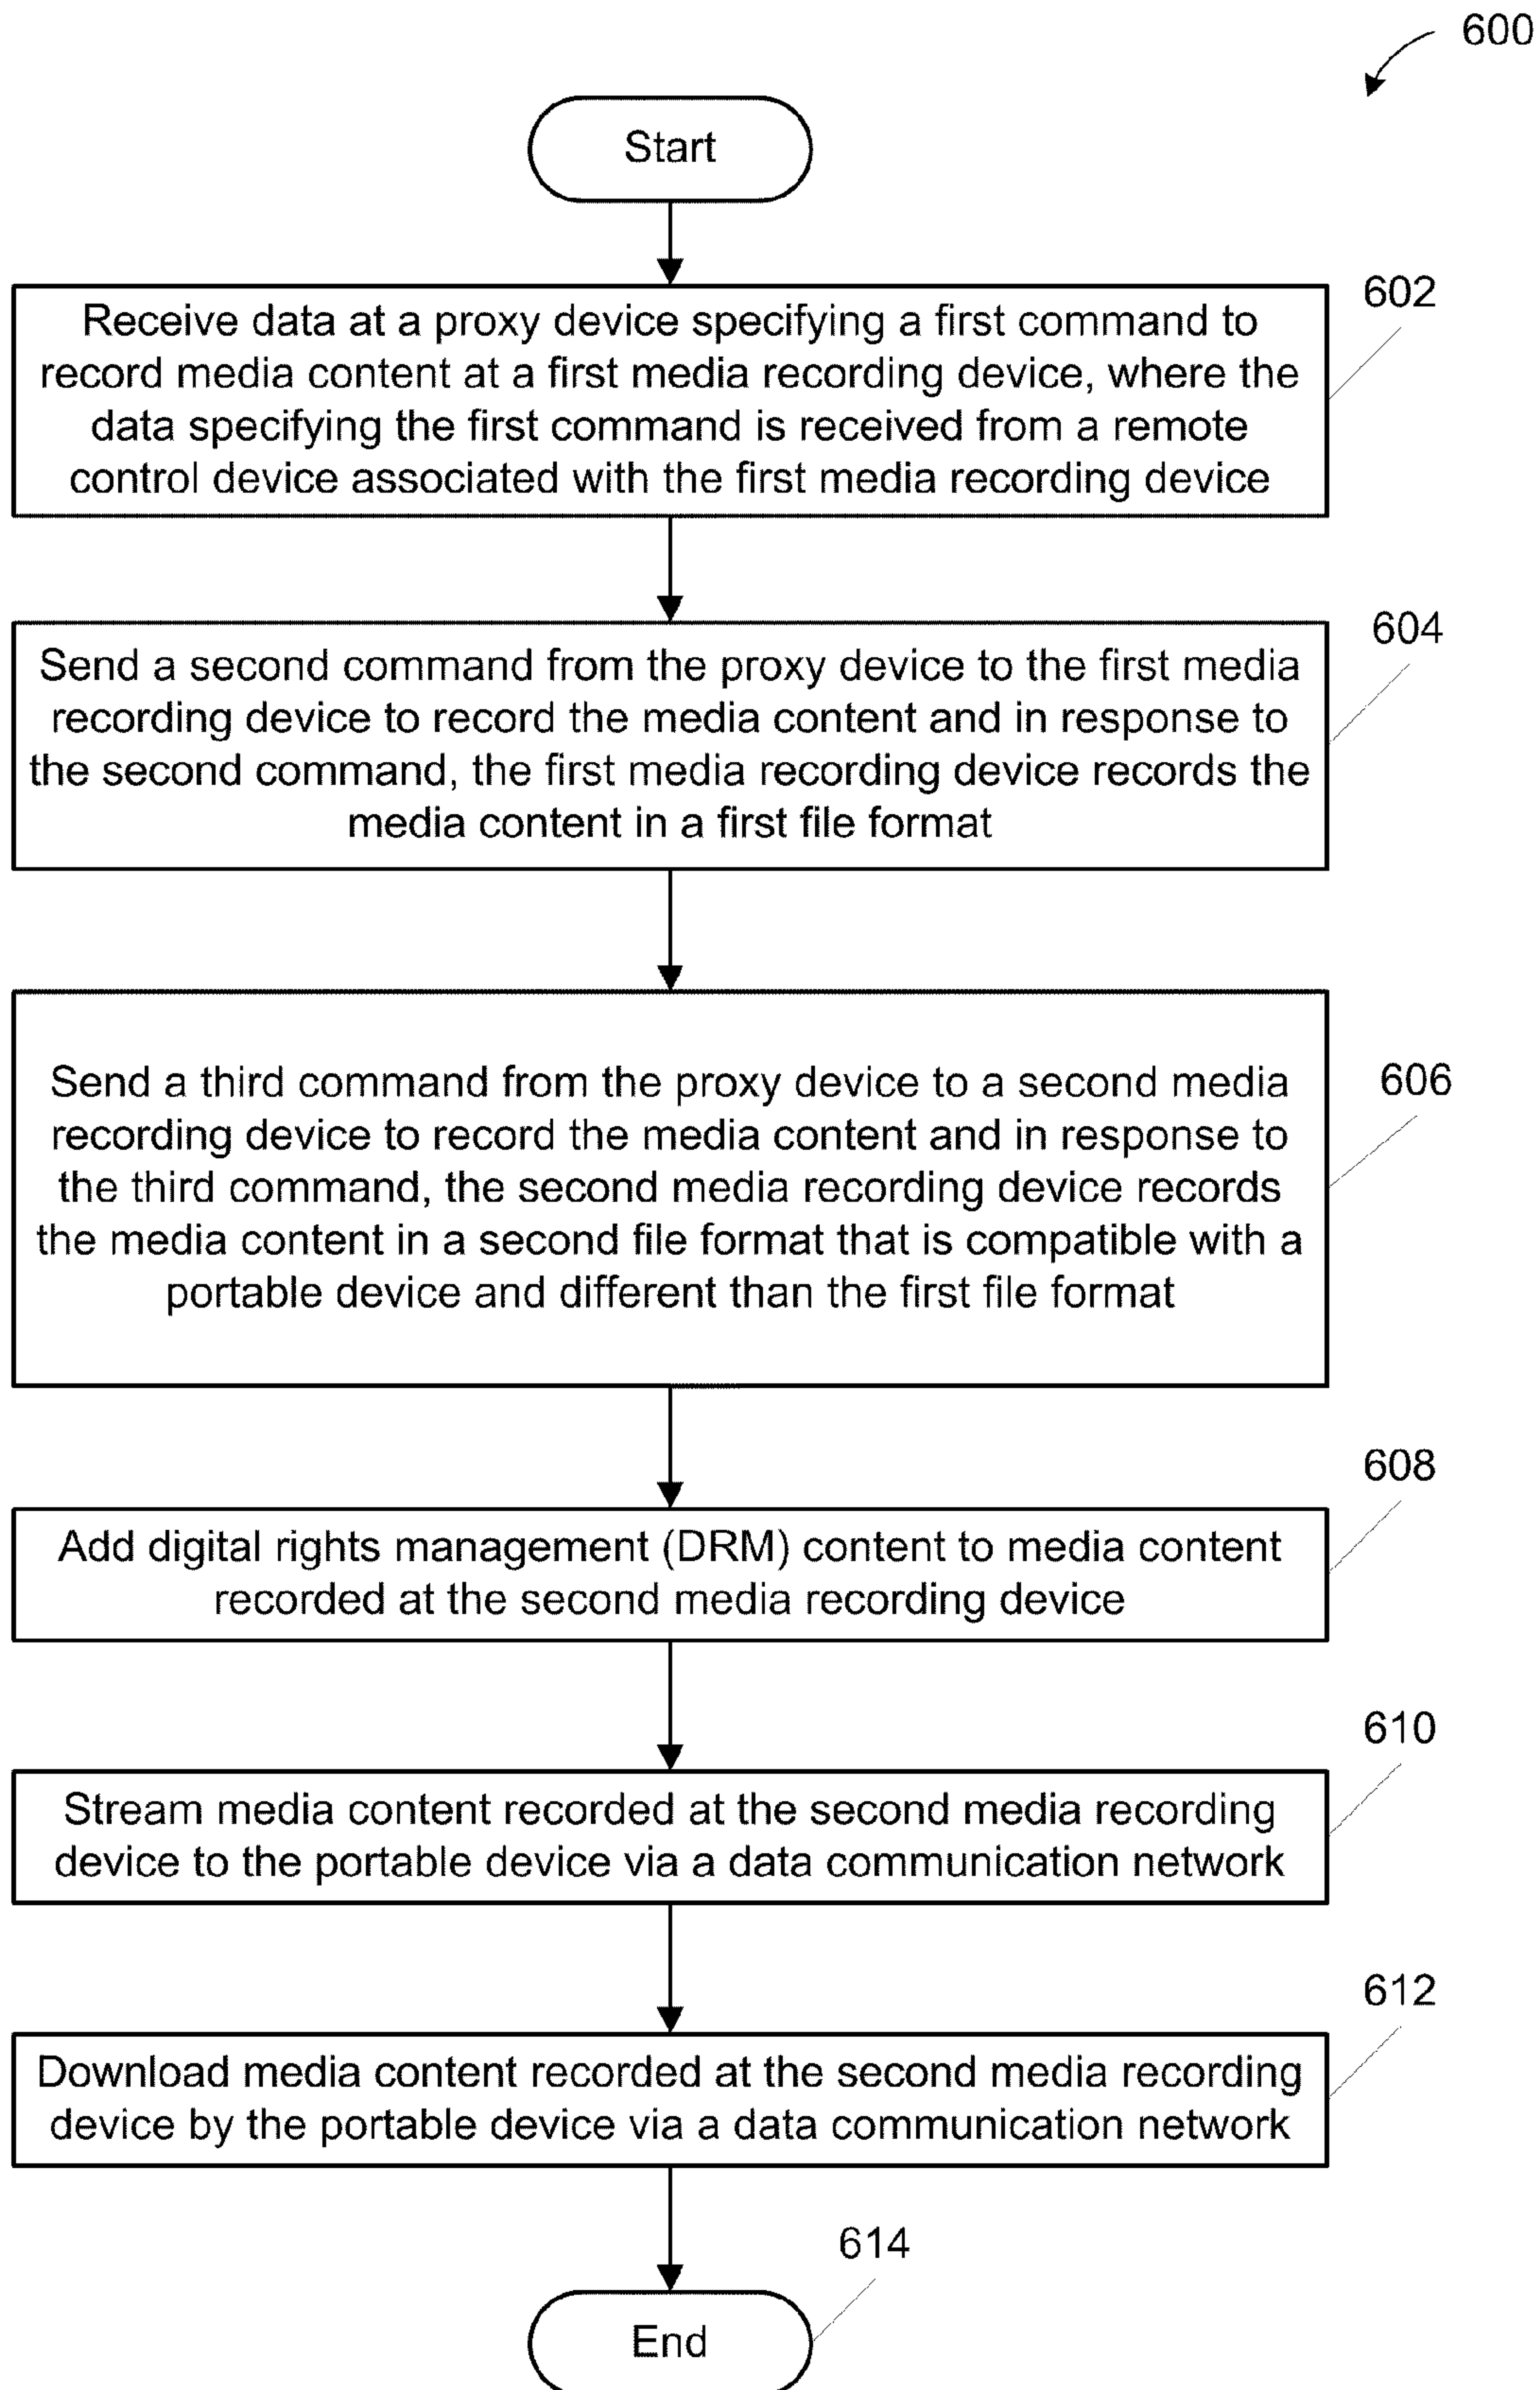 600
Start
602
Receive data at a proxy device specifying a first command to
record media content at a first media recording device, where the
data specifying the first command is received from a remote
control device associated with the first media recording device
604
Send a second command from the proxy device to the first media
recording device to record the media content and in response to
the second command, the first media recording device records the
media content in a first file format
606
Send a third command from the proxy device to a second media
recording device to record the media content and in response to
the third command, the second media recording device records
the media content in a second file format that is compatible with a
portable device and different than the first file format
608
Add digital rights management (DRM) content to media content
recorded at the second media recording device
610
Stream media content recorded at the second media recording
device to the portable device via a data communication network
612
Download media content recorded at the second media recording
device by the portable device via a data communication network
614
End